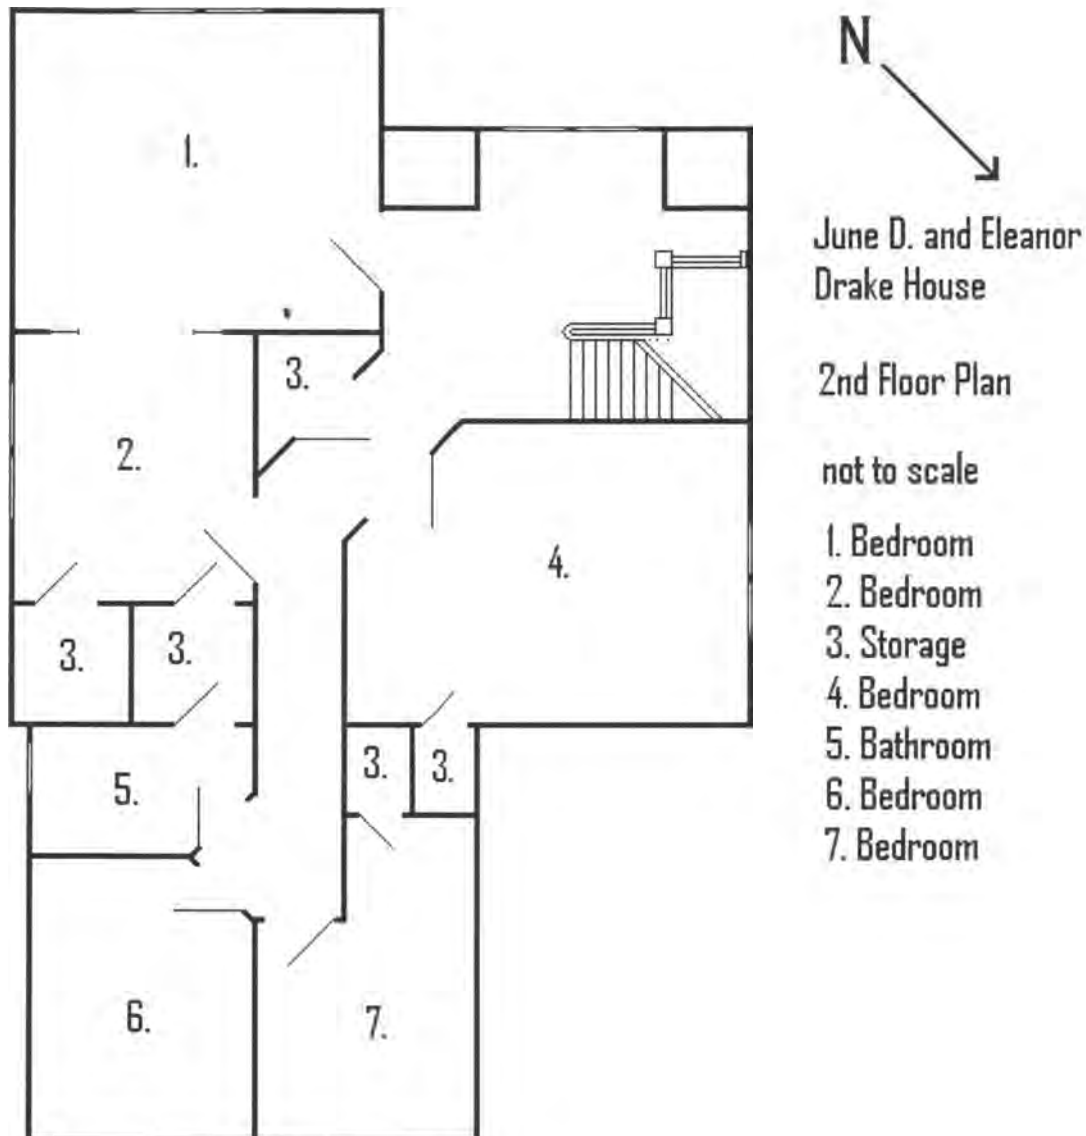 N
June D. and Eleanor
Drake House
2nd Floor Plan
not to scale
1. Bedroom
2. Bedroom
3. Storage
4. Bedroom
5. Bathroom
6. Bedroom
7. Bedroom
1.
3.
2.
4.
3.
3.
3.
3.
5.
6.
7.